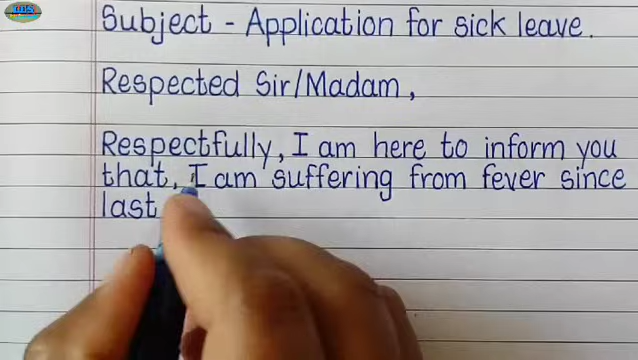 Subject - Application for sick leave.
Respected Sir/Madam,
Respectfully, I am here to inform you
that, I am suffering from fever since
last